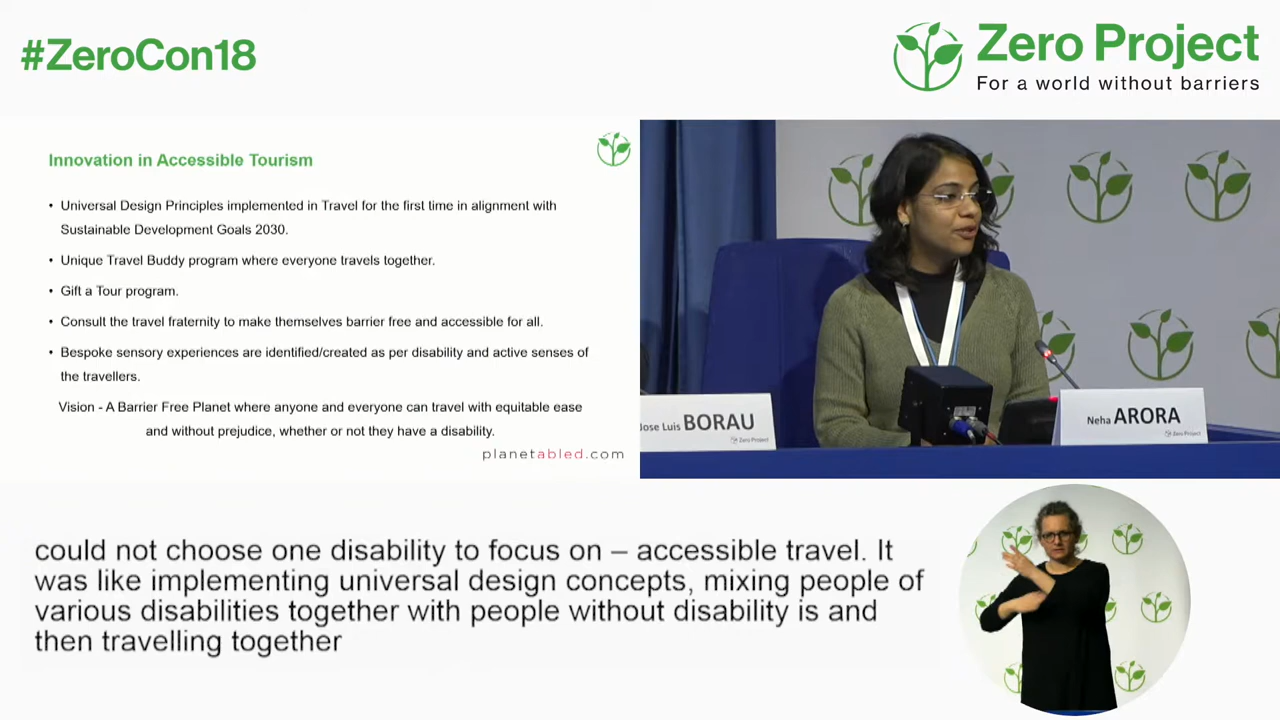 #ZeroCon18
Zero Project
For a world without barriers
Innovation in Accessible Tourism
• Universal Design Principles implemented in Travel for the first time in alignment with
Sustainable Development Goals 2030.
• Unique Travel Buddy program where everyone travels together.
• Gift a Tour program.
• Consult the travel fraternity to make themselves barrier free and accessible for all.
• Bespoke sensory experiences are identified/created as per disability and active senses of
the travellers.
Vision - A Barrier Free Planet where anyone and everyone can travel with equitable ease
and without prejudice, whether or not they have a disability.
planetabled.com
Jose Luis BORAU
Zero Project
Neha ARORA
Zero Project
could not choose one disability to focus on – accessible travel. It
was like implementing universal design concepts, mixing people of
various disabilities together with people without disability is and
then travelling together